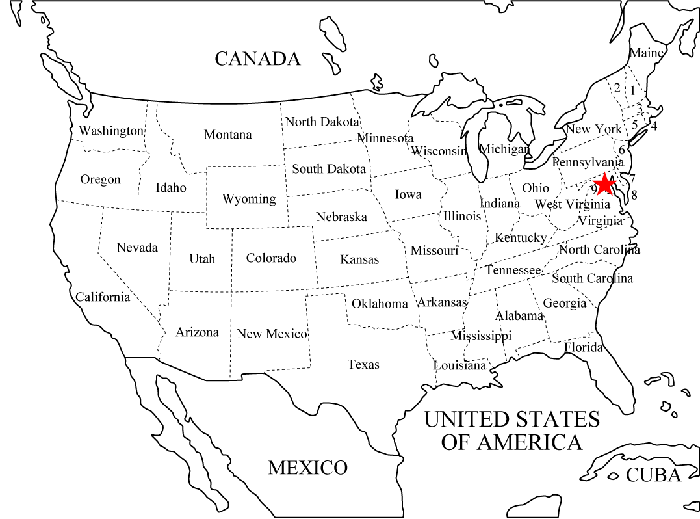 CANADA
Maine
2
1
3
Washington
Montana
North Dakota
Minnesota
Wisconsin
Michigan
New York
5
4
6
Oregon
Idaho
Wyoming
South Dakota
Iowa
Illinois
Indiana
Ohio
Pennsylvania
7
8
9
West Virginia
Virginia
Nebraska
Nevada
Utah
Colorado
Kansas
Missouri
Kentucky
North Carolina
California
Arizona
New Mexico
Oklahoma
Arkansas
Tennessee
South Carolina
Georgia
Alabama
Mississippi
Texas
Louisiana
Florida
UNITED STATES
OF AMERICA
MEXICO
CUBA